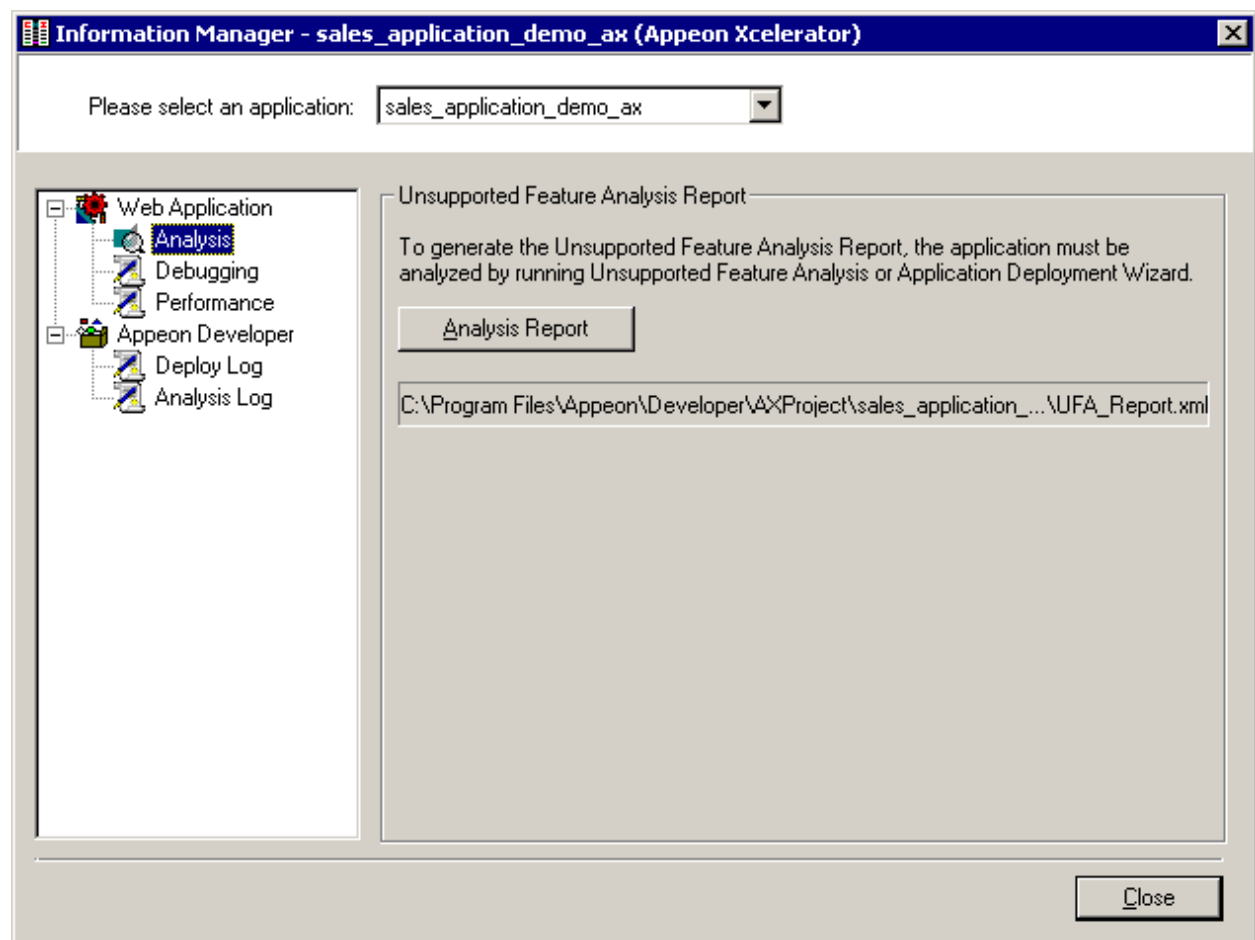 Information Manager - sales_application_demo_ax (Appeon Xcelerator)
Please select an application:
sales_application_demo_ax
Web Application
Analysis
Debugging
Performance
Appeon Developer
Deploy Log
Analysis Log
Unsupported Feature Analysis Report
To generate the Unsupported Feature Analysis Report, the application must be
analyzed by running Unsupported Feature Analysis or Application Deployment Wizard.
Analysis Report
C:\Program Files\Appeon\Developer\AXProject\sales_application_...\UFA_Report.xml
Close